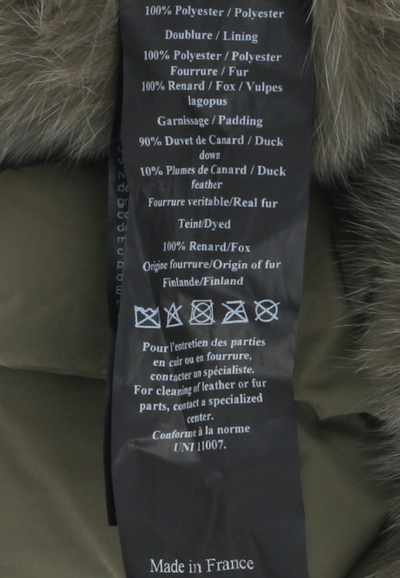 100% Polyester / Polyester
Doublure / Lining
100% Polyester / Polyester
Fourrure / Fur
100% Renard / Fox / Vulpes
lagopus
Garnissage / Padding
90% Duvet de Canard / Duck
down
10% Plumes de Canard / Duck
feather
Fourrure veritable/Real fur
Teint/Dyed
100% Renard/Fox
Origine fourrure/Origin of fur
Finlande/Finland
Pour l'entretien des parties
en cuir ou en fourrure,
contacter un spécialiste.
For cleaning of leather or fur
parts, contact a specialized
center.
Conforme à la norme
UNI 11007.
Made in France